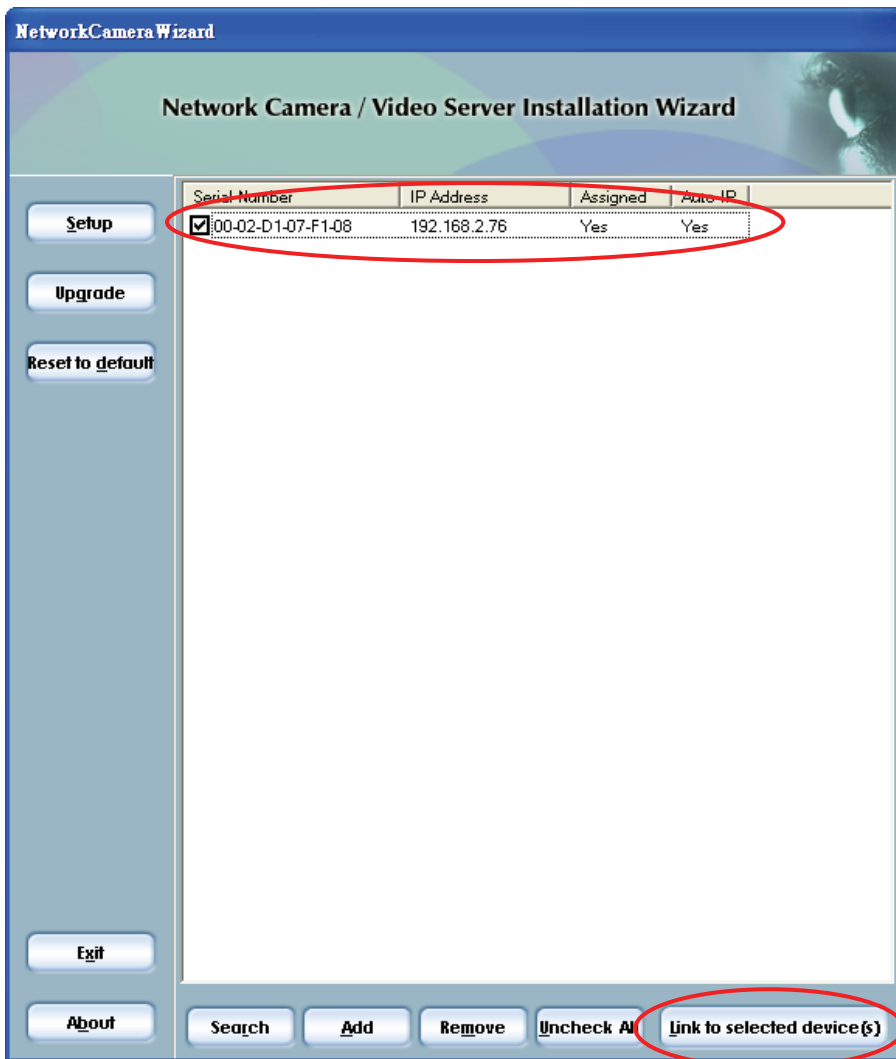 NetworkCameraWizard
Network Camera / Video Server Installation Wizard
Serial Number IP Address Assigned Auto IP
00-02-D1-07-F1-08 192.168.2.76 Yes Yes
Setup
Upgrade
Reset to default
Exit
About
Search Add Remove Uncheck All Link to selected device(s)